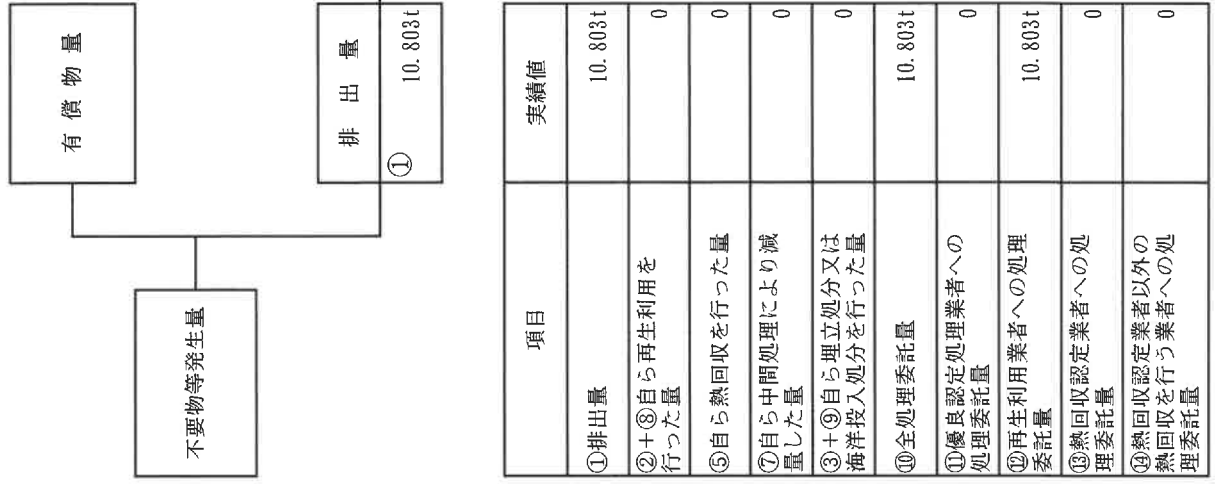 有償物量
不要物等発生量
排出量
① 10.803t
項目 実績値
①排出量 10.803t
②+⑧自ら再生利用を
行った量 0
⑤自ら熱回収を行った量 0
⑦自ら中間処理により減
量した量 0
③+⑨自ら埋立処分又は
海洋投入処分を行った量 0
⑩全処理委託量 10.803t
⑪優良認定処理業者への
処理委託量 0
⑫再生利用業者への処理
委託量 10.803t
⑬熱回収認定業者への処
理委託量 0
⑭熱回収認定業者以外の
熱回収を行う業者への処
理委託量 0